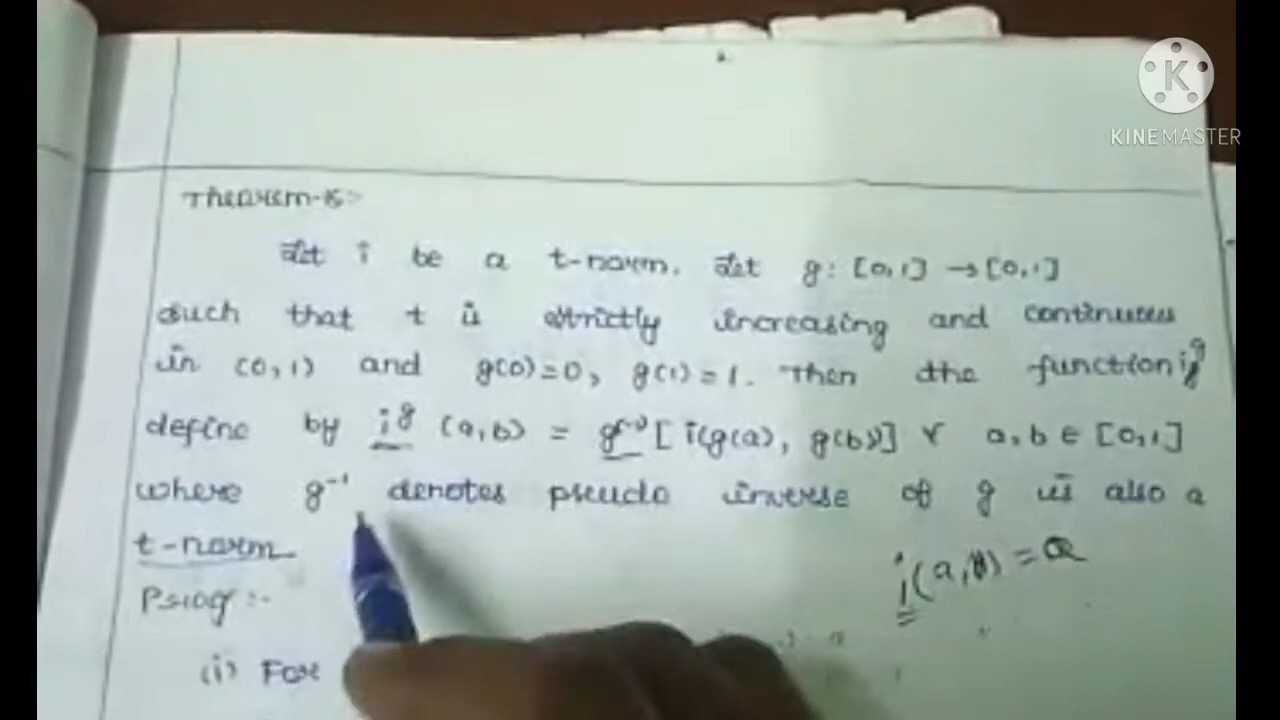 KINEMASTER
Theorem-15:-
Let i be a t-norm. Let g: [0,1] → [0,1]
such that t is strictly increasing and continuous
in (0,1) and g(0)=0, g(1)=1. Then the function i^g
define by i^g (a,b) = g^(-1) [i(g(a), g(b))] ∀ a,b ∈ [0,1]
where g^-1 denotes pseudo inverse of g is also a
t-norm
i(a,1) = a
Proof:-
(i) For